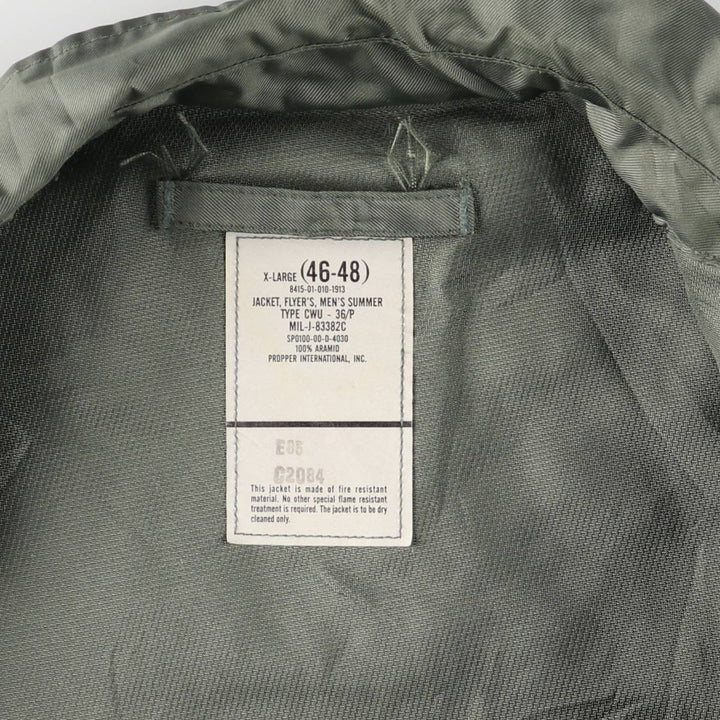 X-LARGE (46-48)
8415-01-010-1913
JACKET, FLYER'S, MEN'S SUMMER
TYPE CWU - 36/P
MIL-J-83382C
SPO100-00-D-4030
100% ARAMID
PROPPER INTERNATIONAL, INC.
E85
C2084
This jacket is made of fire resistant
material. No other special flame resistant
treatment is required. The jacket is to be dry
cleaned only.